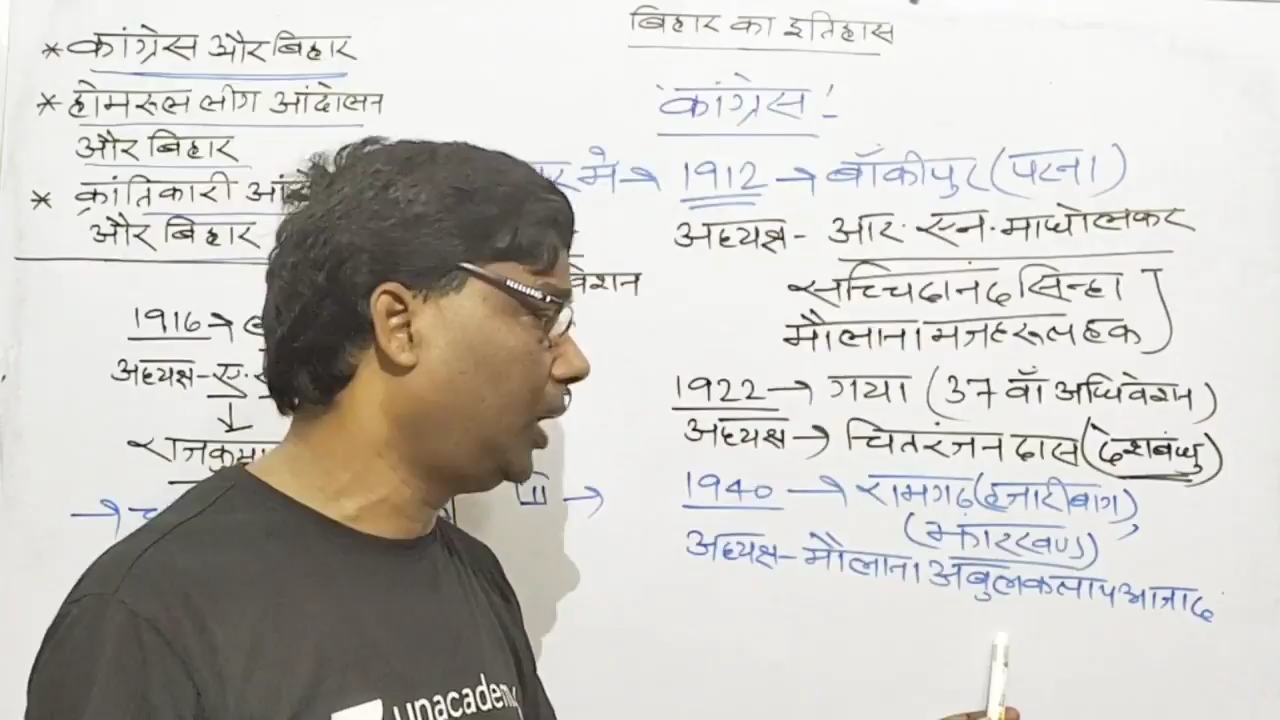 बिहार का इतिहास
* कांग्रेस और बिहार
* होमरूल लीग आंदोलन
और बिहार
* क्रांतिकारी
और बिहार
1916 →
अध्यक्ष - ए.
↓
→
कांग्रेस :
में → 1912 → बाँकीपुर (पटना)
अध्यक्ष - आर. एन. माधोलकर
सच्चिदानंद सिन्हा
मौलाना मजहरूल हक
1922 → गया (37 वाँ अधिवेशन)
अध्यक्ष → चितरंजन दास (देशबंधु)
1940 → रामगढ़ (हजारीबाग)
(झारखण्ड)
अध्यक्ष - मौलाना अबुल कलाम आजाद
unacademy